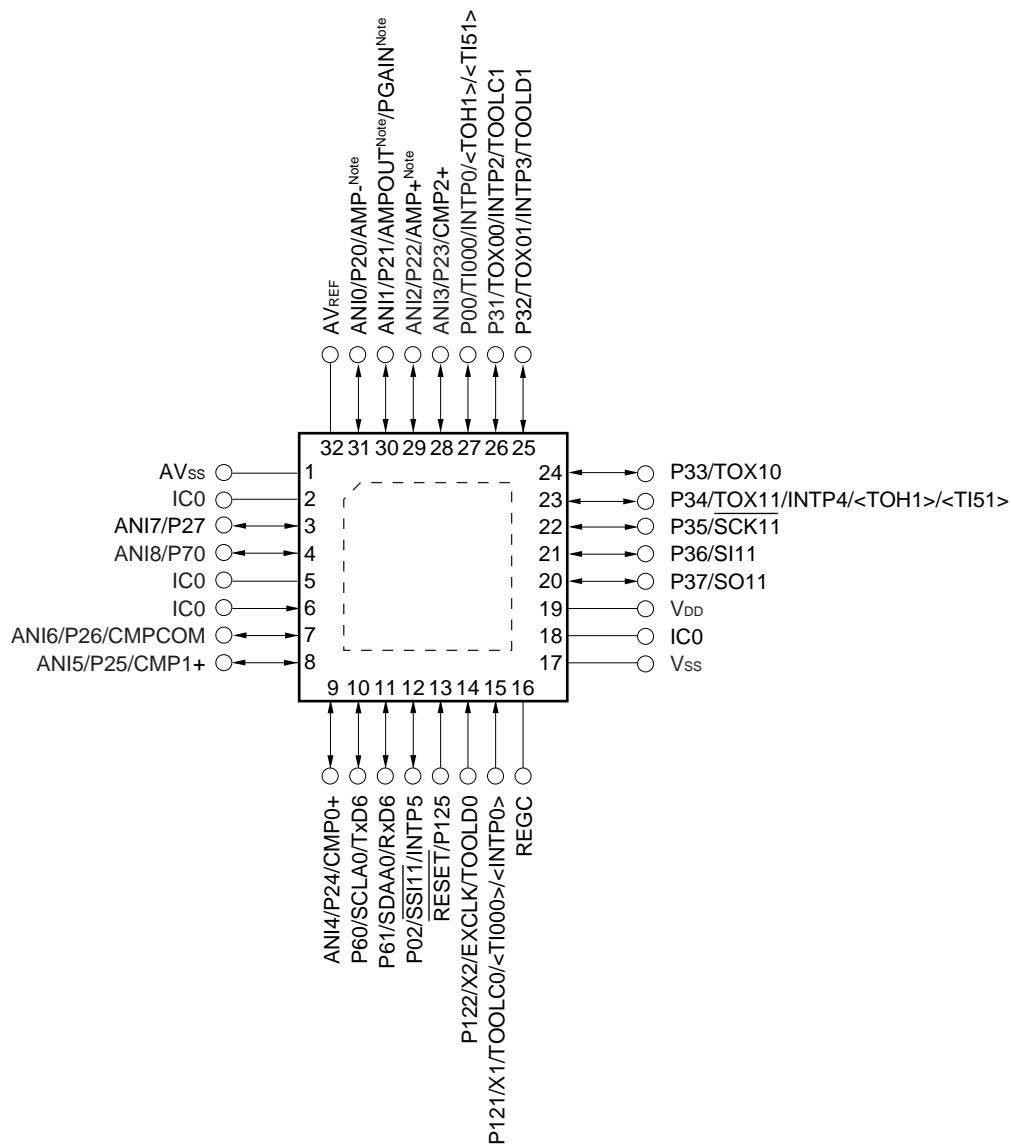 AVREF
ANI0/P20/AMP-Note
ANI1/P21/AMPOUTNote/PGAINNote
ANI2/P22/AMP+Note
ANI3/P23/CMP2+
P00/TI000/INTP0/<TOH1>/<TI51>
P31/TOX00/INTP2/TOOLC1
P32/TOX01/INTP3/TOOLD1
32 31 30 29 28 27 26 25
AVSS 1
IC0 2
ANI7/P27 3
ANI8/P70 4
IC0 5
IC0 6
ANI6/P26/CMPCOM 7
ANI5/P25/CMP1+ 8
24 P33/TOX10
23 P34/TOX11/INTP4/<TOH1>/<TI51>
22 P35/SCK11
21 P36/SI11
20 P37/SO11
19 VDD
18 IC0
17 VSS
9 10 11 12 13 14 15 16
ANI4/P24/CMP0+
P60/SCLA0/TxD6
P61/SDAA0/RxD6
P02/SSI11/INTP5
RESET/P125
P122/X2/EXCLK/TOOLD0
P121/X1/TOOLC0/<TI000>/<INTP0>
REGC